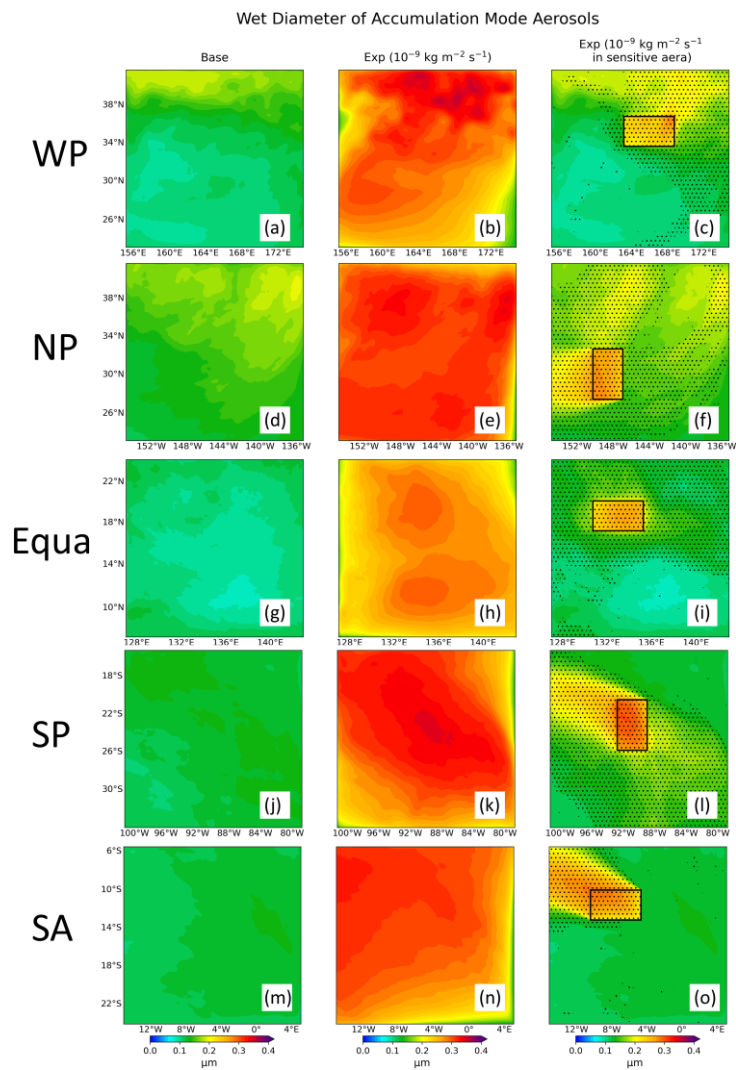 Wet Diameter of Accumulation Mode Aerosols
Base
Exp (10⁻⁹ kg m⁻² s⁻¹)
Exp (10⁻⁹ kg m⁻² s⁻¹
in sensitive aera)
WP
38°N
34°N
30°N
26°N
(a)
(b)
(c)
156°E 160°E 164°E 168°E 172°E
156°E 160°E 164°E 168°E 172°E
156°E 160°E 164°E 168°E 172°E
NP
38°N
34°N
30°N
26°N
(d)
(e)
(f)
152°W 148°W 144°W 140°W 136°W
152°W 148°W 144°W 140°W 136°W
152°W 148°W 144°W 140°W 136°W
Equa
22°N
18°N
14°N
10°N
(g)
(h)
(i)
128°E 132°E 136°E 140°E
128°E 132°E 136°E 140°E
128°E 132°E 136°E 140°E
SP
18°S
22°S
26°S
30°S
(j)
(k)
(l)
100°W 96°W 92°W 88°W 84°W 80°W
100°W 96°W 92°W 88°W 84°W 80°W
100°W 96°W 92°W 88°W 84°W 80°W
SA
6°S
10°S
14°S
18°S
22°S
(m)
(n)
(o)
12°W 8°W 4°W 0° 4°E
12°W 8°W 4°W 0° 4°E
12°W 8°W 4°W 0° 4°E
0.0 0.1 0.2 0.3 0.4
µm
0.0 0.1 0.2 0.3 0.4
µm
0.0 0.1 0.2 0.3 0.4
µm